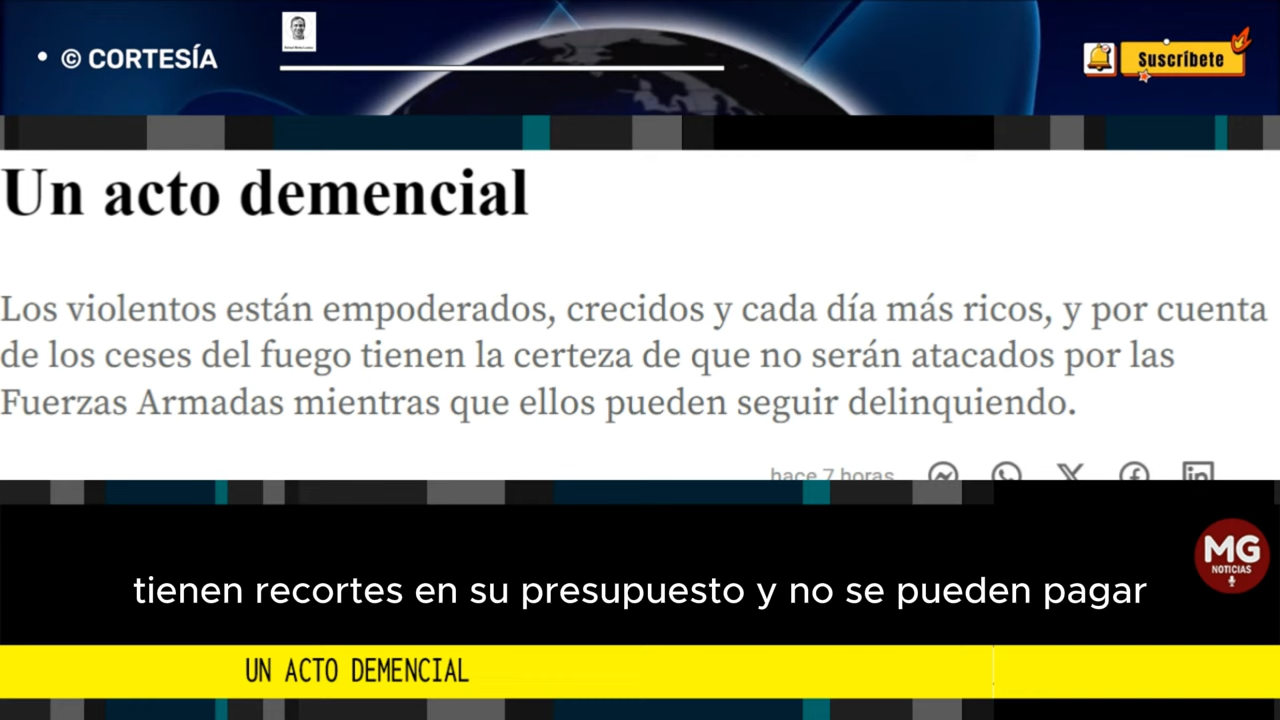 • © CORTESÍA
Suscríbete
Un acto demencial
Los violentos están empoderados, crecidos y cada día más ricos, y por cuenta
de los ceses del fuego tienen la certeza de que no serán atacados por las
Fuerzas Armadas mientras que ellos pueden seguir delinquiendo.
hace 7 horas
MG
NOTICIAS
tienen recortes en su presupuesto y no se pueden pagar
UN ACTO DEMENCIAL